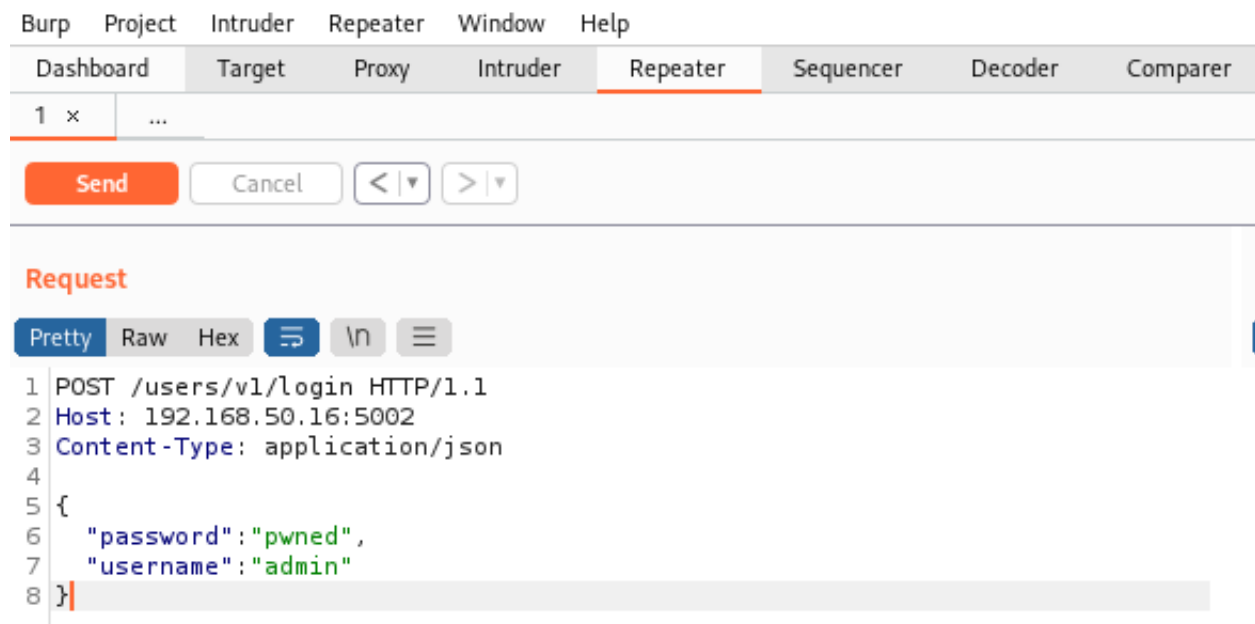 Burp Project Intruder Repeater Window Help
Dashboard Target Proxy Intruder Repeater Sequencer Decoder Comparer
1 × ...
Send Cancel < | ▼ > | ▼
Request
Pretty Raw Hex \n
1 POST /users/v1/login HTTP/1.1
2 Host: 192.168.50.16:5002
3 Content-Type: application/json
4
5 {
6 "password":"pwned",
7 "username":"admin"
8 }